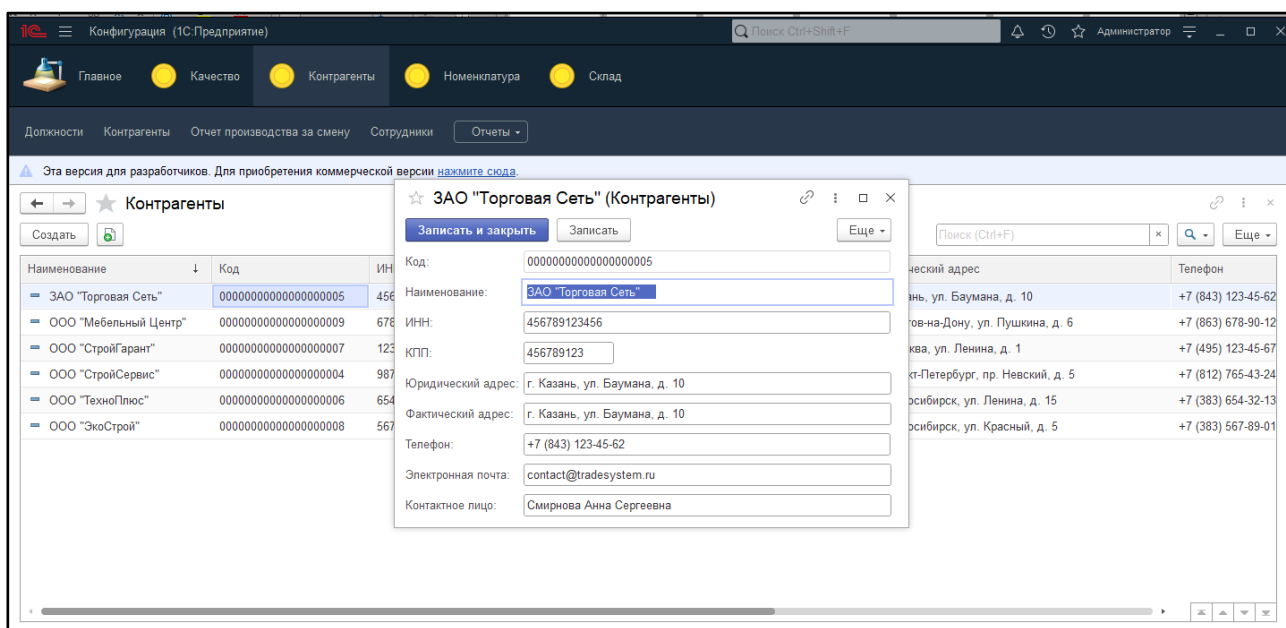 1С Конфигурация (1С:Предприятие) Поиск Ctrl+Shift+F Администратор
Главное Качество Контрагенты Номенклатура Склад
Должности Контрагенты Отчет производства за смену Сотрудники Отчеты
Эта версия для разработчиков. Для приобретения коммерческой версии нажмите сюда.
Контрагенты
Создать Поиск (Ctrl+F) Еще
Наименование Код ИН ческий адрес Телефон
ЗАО "Торговая Сеть" 00000000000000000005 456 ань, ул. Баумана, д. 10 +7 (843) 123-45-62
ООО "Мебельный Центр" 00000000000000000009 678 ов-на-Дону, ул. Пушкина, д. 6 +7 (863) 678-90-12
ООО "СтройГарант" 00000000000000000007 123 ква, ул. Ленина, д. 1 +7 (495) 123-45-67
ООО "СтройСервис" 00000000000000000004 987 кт-Петербург, пр. Невский, д. 5 +7 (812) 765-43-24
ООО "ТехноПлюс" 00000000000000000006 654 осибирск, ул. Ленина, д. 15 +7 (383) 654-32-13
ООО "ЭкоСтрой" 00000000000000000008 567 осибирск, ул. Красный, д. 5 +7 (383) 567-89-01
ЗАО "Торговая Сеть" (Контрагенты)
Записать и закрыть Записать Еще
Код: 00000000000000000005
Наименование: ЗАО "Торговая Сеть"
ИНН: 456789123456
КПП: 456789123
Юридический адрес: г. Казань, ул. Баумана, д. 10
Фактический адрес: г. Казань, ул. Баумана, д. 10
Телефон: +7 (843) 123-45-62
Электронная почта: contact@tradesystem.ru
Контактное лицо: Смирнова Анна Сергеевна